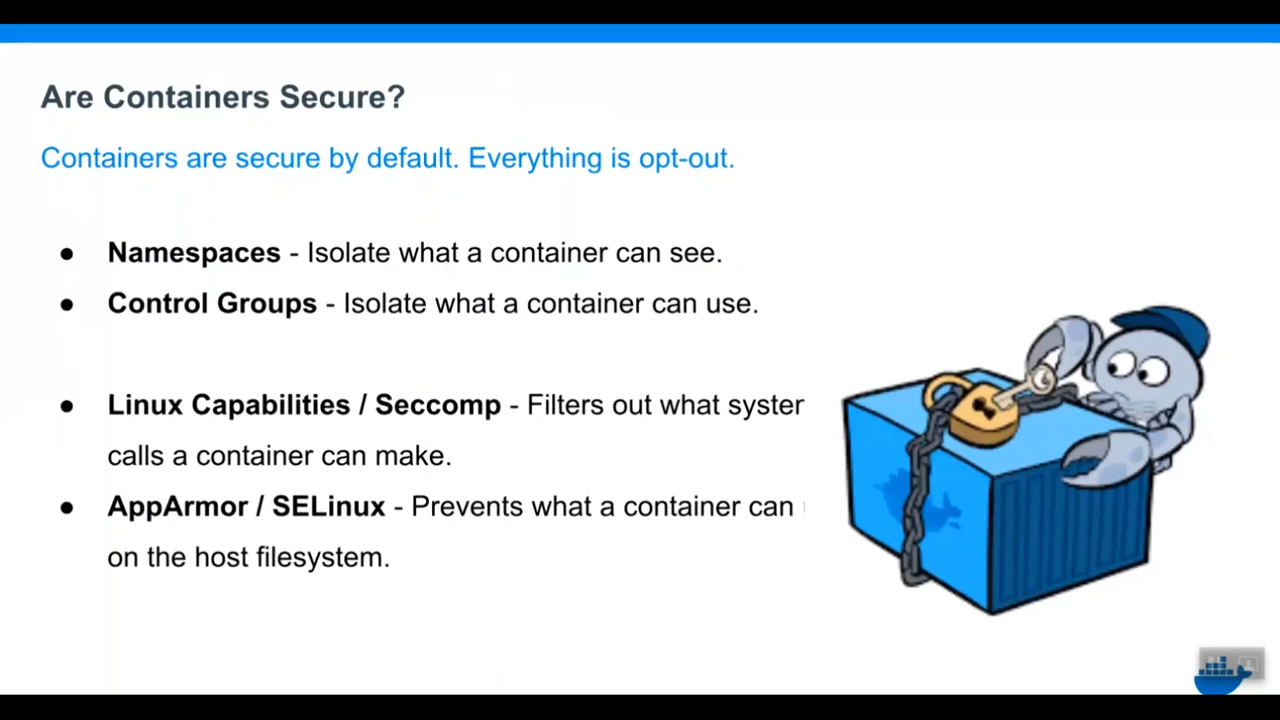 Are Containers Secure?
Containers are secure by default. Everything is opt-out.
● Namespaces - Isolate what a container can see.
● Control Groups - Isolate what a container can use.
● Linux Capabilities / Seccomp - Filters out what
calls a container can make.
● AppArmor / SELinux - Prevents what a container can
on the host filesystem.